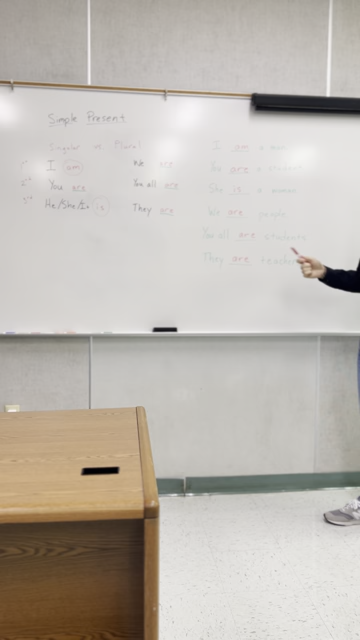 Simple Present
Singular vs Plural
1st I am We are
2nd You are You all are
3rd He/She/It is They are
I am a man
You are a student
She is a woman
We are people
You all are students
They are teachers